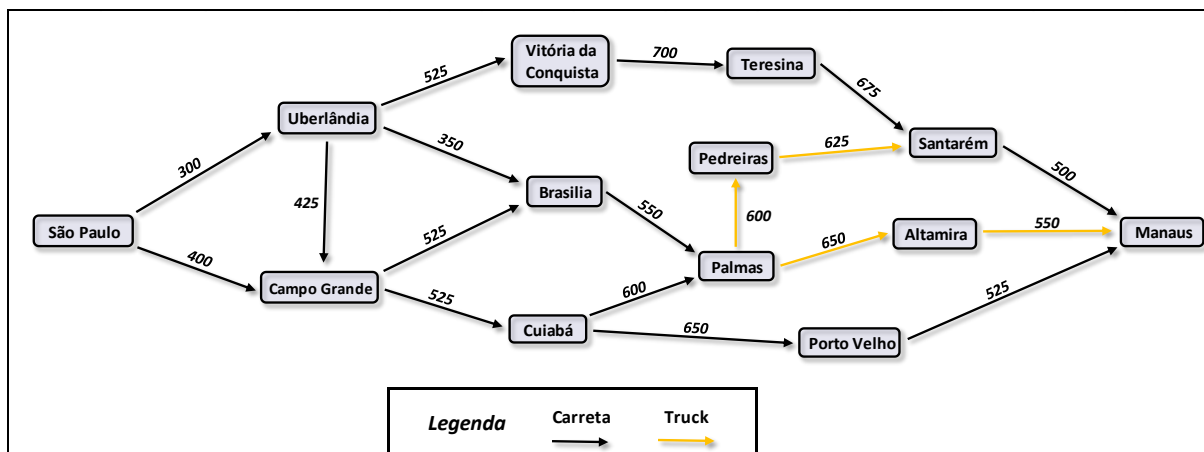 Vitória da
Conquista
700
Teresina
525
675
Uberlândia
350
300
Pedreiras
625
Santarém
500
425
Brasilia
550
600
São Paulo
525
650
Altamira
550
Manaus
400
Palmas
Campo Grande
525
600
525
Cuiabá
650
Porto Velho
Legenda
Carreta
Truck